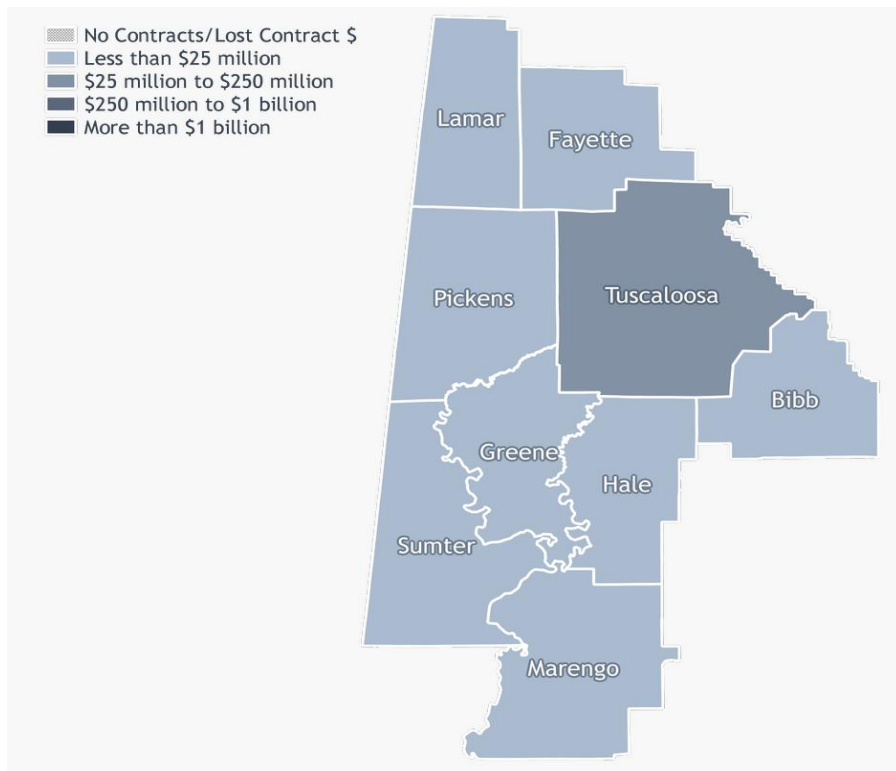 No Contracts/Lost Contract $
Less than $25 million
$25 million to $250 million
$250 million to $1 billion
More than $1 billion
Lamar
Fayette
Pickens
Tuscaloosa
Bibb
Greene
Hale
Sumter
Marengo